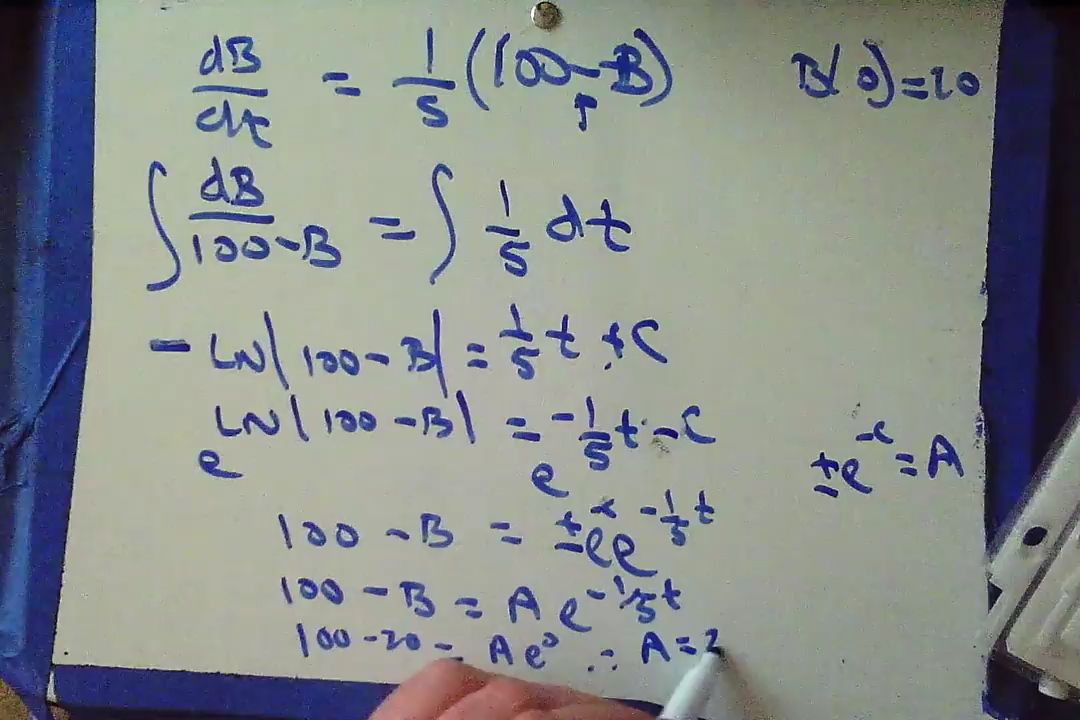 dB/dt = 1/5 (100 - B) B(0) = 20
∫ dB/(100 - B) = ∫ 1/5 dt
- LN|100 - B| = 1/5 t + C
e^(LN|100 - B|) = e^(-1/5 t - C)
±e^(-c) = A
100 - B = ±e^(-c) e^(-1/5 t)
100 - B = A e^(-1/5 t)
100 - 20 = A e^0 ∴ A =